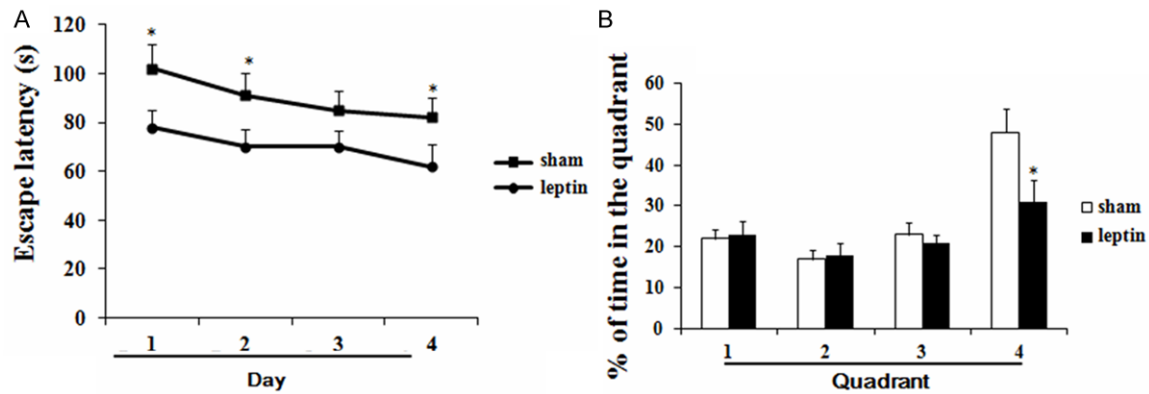 A
Escape latency (s)
120
100
80
60
40
20
0
*
*
*
1 2 3 4
Day
sham
leptin
B
% of time in the quadrant
60
50
40
30
20
10
0
*
1 2 3 4
Quadrant
sham
leptin